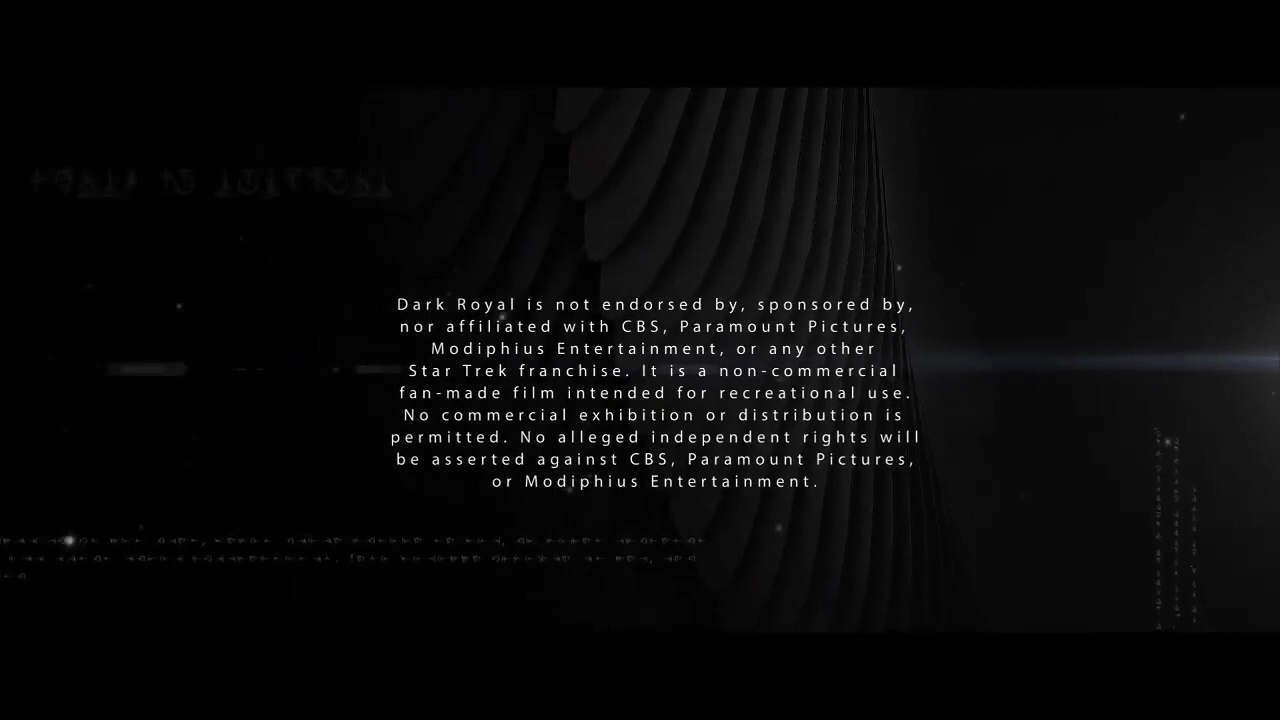 Dark Royal is not endorsed by, sponsored by,
nor affiliated with CBS, Paramount Pictures,
Modiphius Entertainment, or any other
Star Trek franchise. It is a non-commercial
fan-made film intended for recreational use.
No commercial exhibition or distribution is
permitted. No alleged independent rights will
be asserted against CBS, Paramount Pictures,
or Modiphius Entertainment.